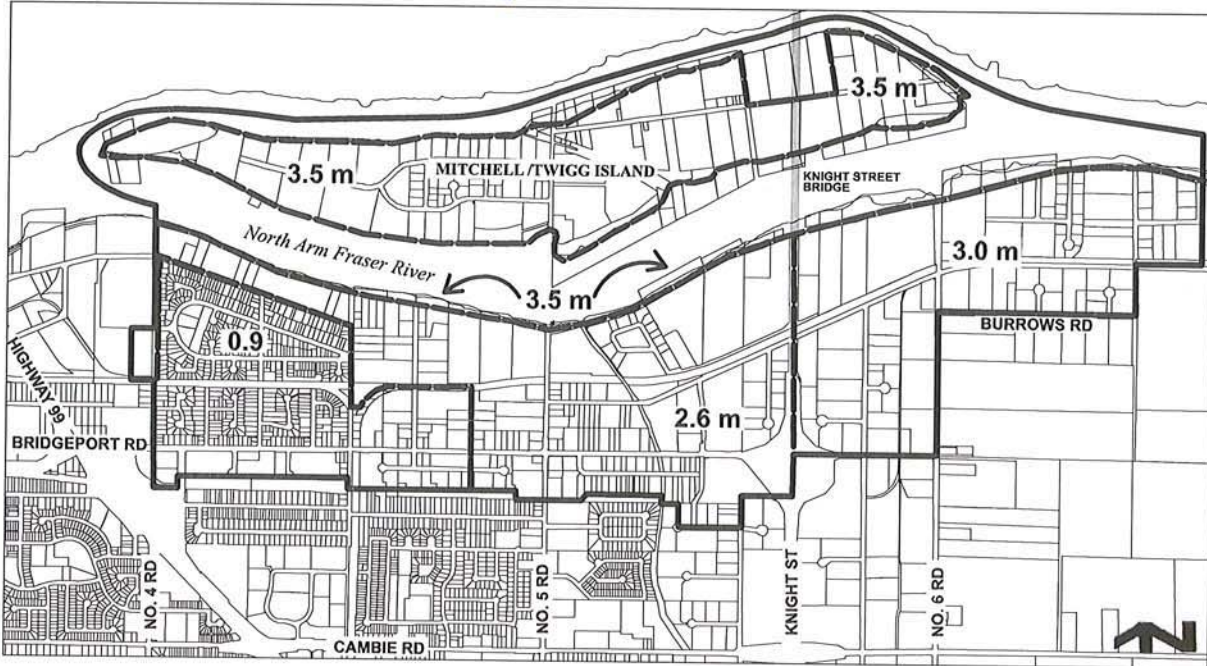 3.5 m
3.5 m
MITCHELL /TWIGG ISLAND
KNIGHT STREET
BRIDGE
North Arm Fraser River
3.5 m
3.0 m
BURROWS RD
0.9
HIGHWAY 99
2.6 m
BRIDGEPORT RD
NO. 4 RD
NO. 5 RD
KNIGHT ST
NO. 6 RD
CAMBIE RD
N